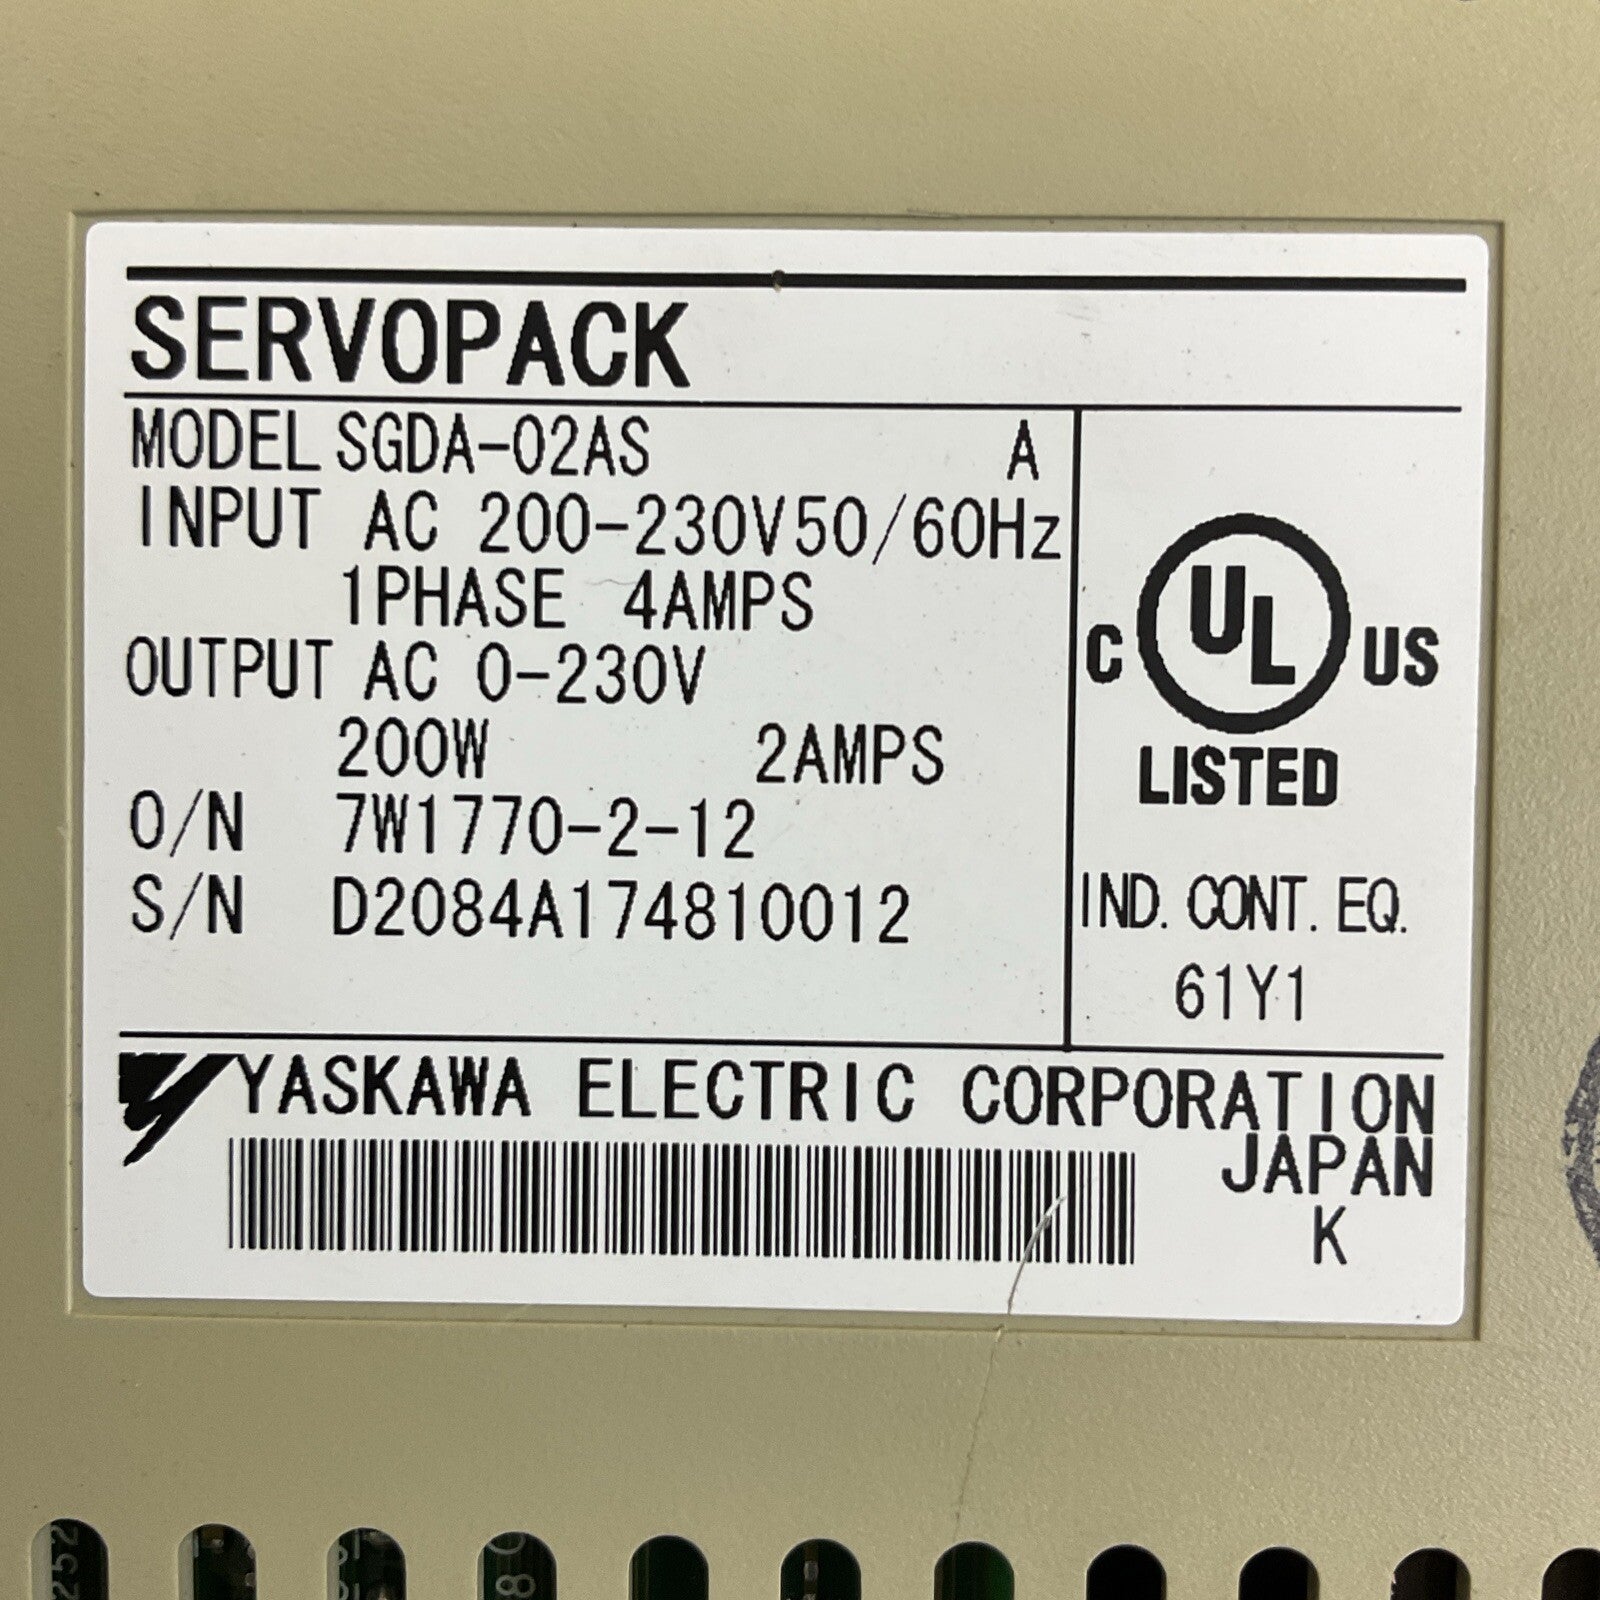 SERVOPACK
MODEL SGDA-02AS A
INPUT AC 200-230V50/60Hz
1PHASE 4AMPS
OUTPUT AC 0-230V
200W 2AMPS
O/N 7W1770-2-12
S/N D2084A174810012
C UL US
LISTED
IND. CONT. EQ.
61Y1
YASKAWA ELECTRIC CORPORATION
JAPAN
K
252